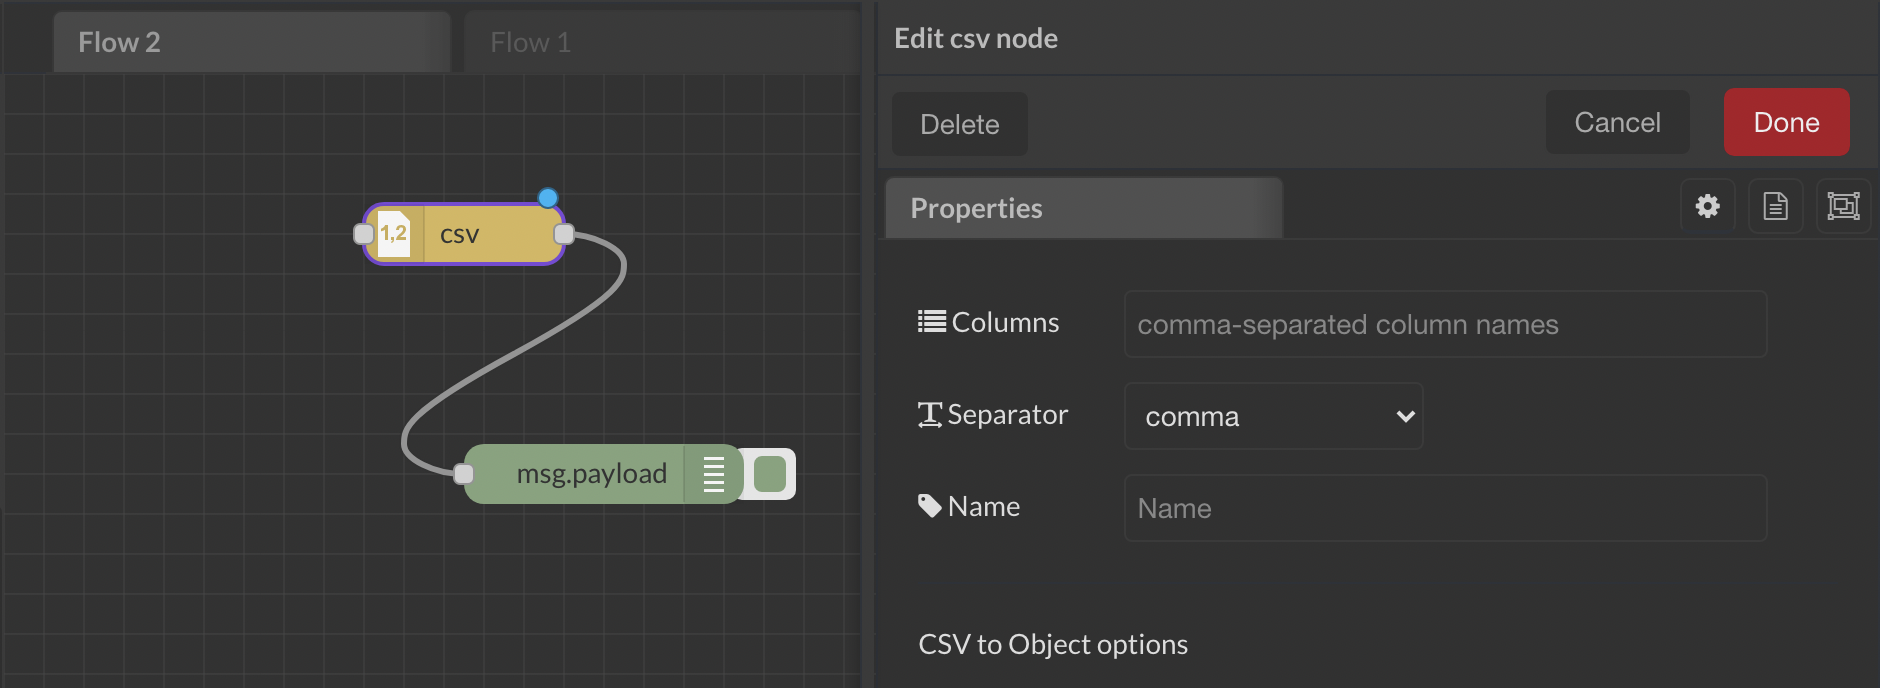 Flow 2
Flow 1
1,2
csv
msg.payload
Edit csv node
Delete
Cancel
Done
Properties
Columns
comma-separated column names
Separator
comma
Name
Name
CSV to Object options